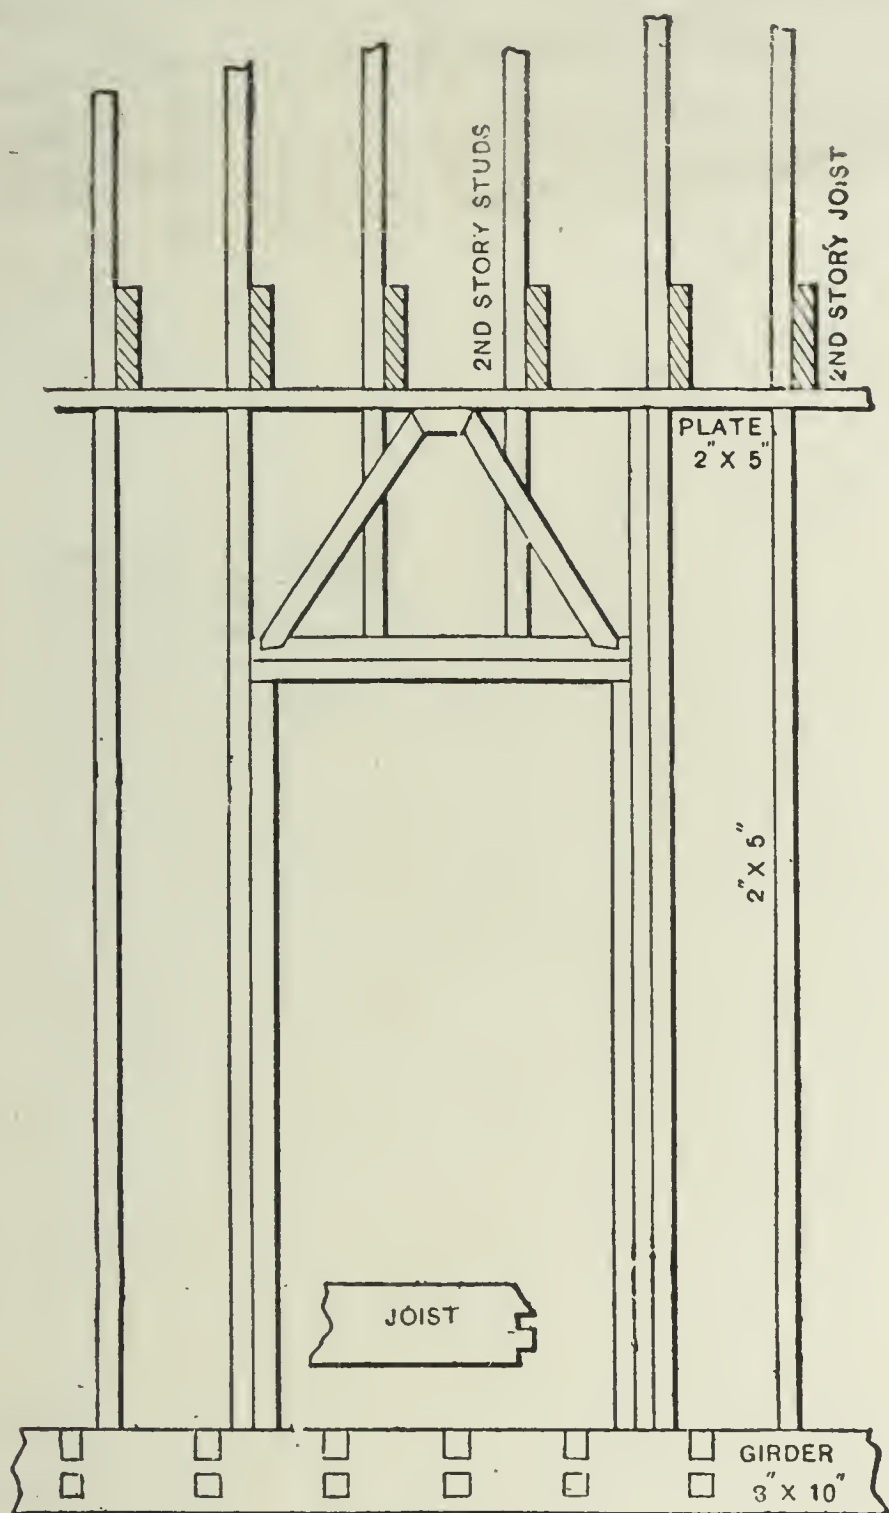 2ND STORY STUDS
2ND STORY JOIST
PLATE
2" X 5"
2" X 5"
JOIST
GIRDER
3" X 10"